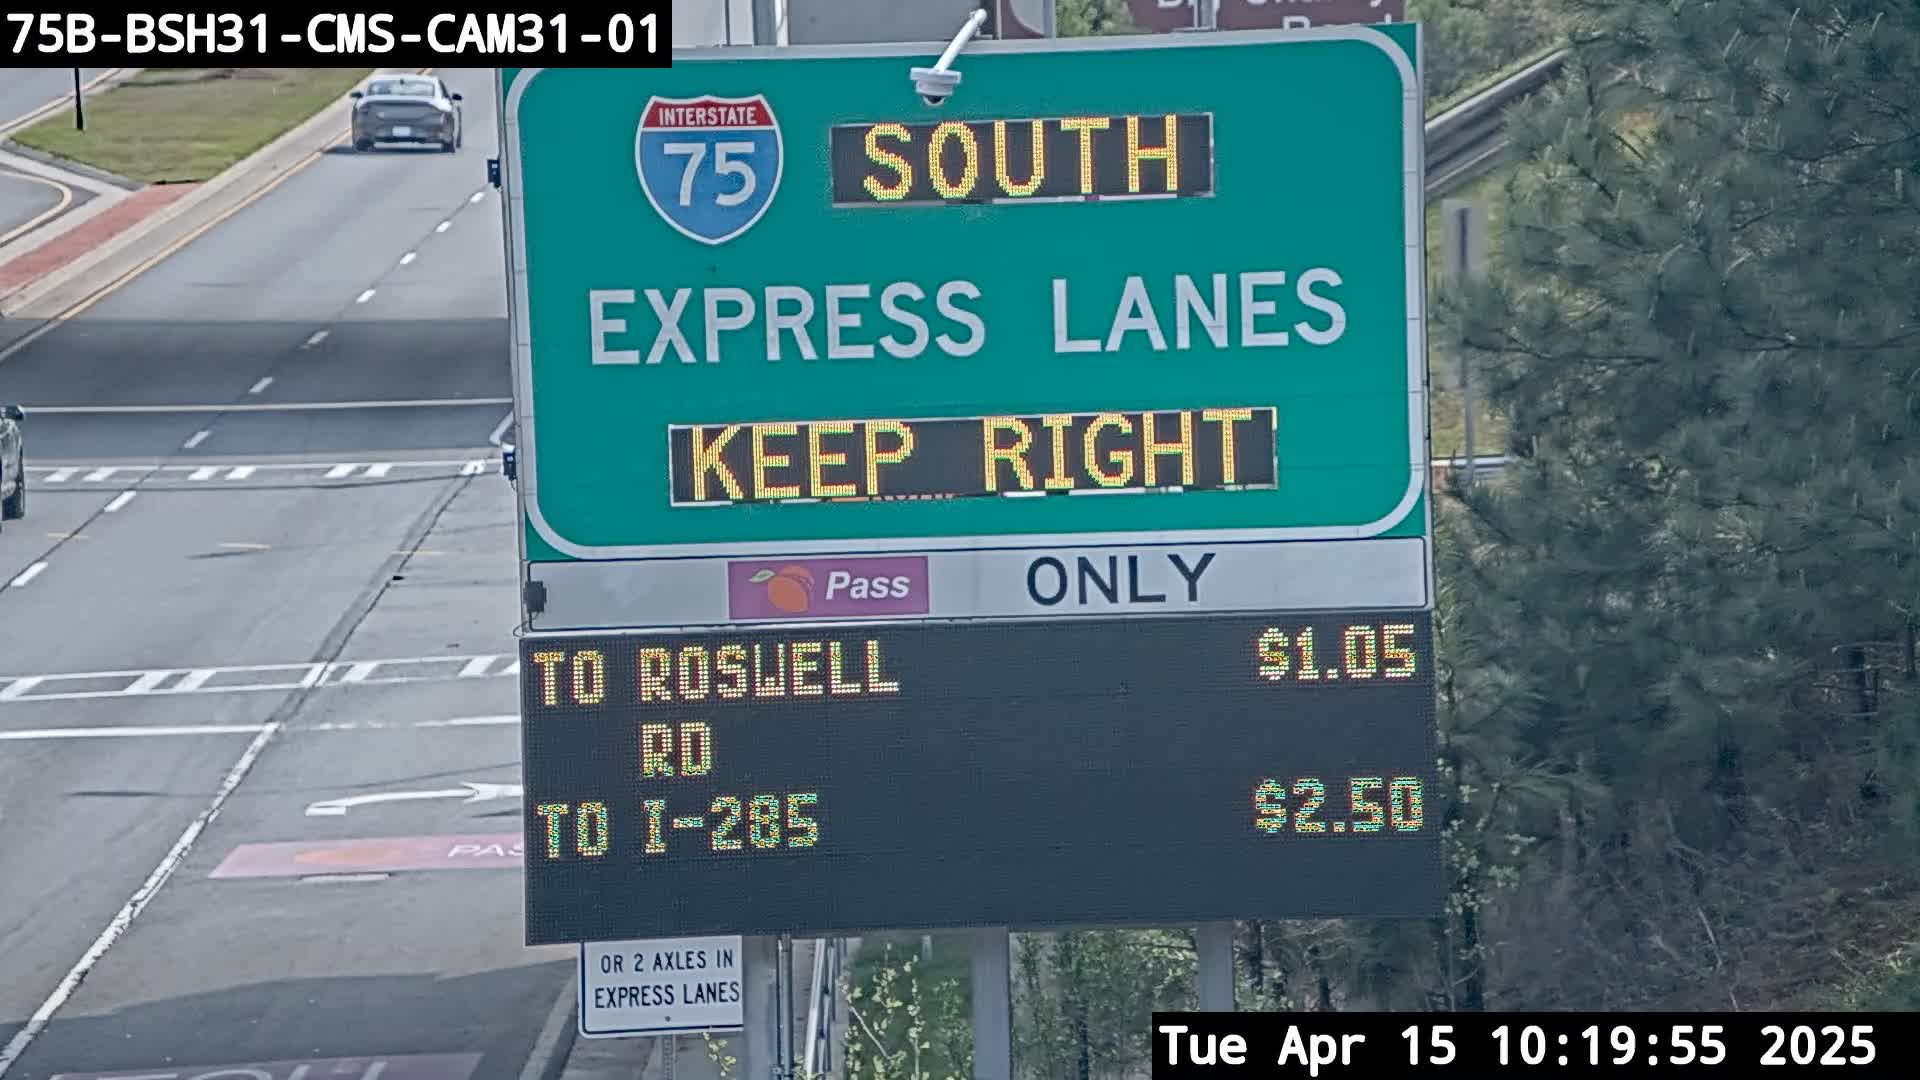 75B-BSH31-CMS-CAM31-01
INTERSTATE
75
SOUTH
EXPRESS LANES
KEEP RIGHT
Pass ONLY
TO ROSWELL $1.05
RD
TO I-285 $2.50
PAS
OR 2 AXLES IN
EXPRESS LANES
Tue Apr 15 10:19:55 2025